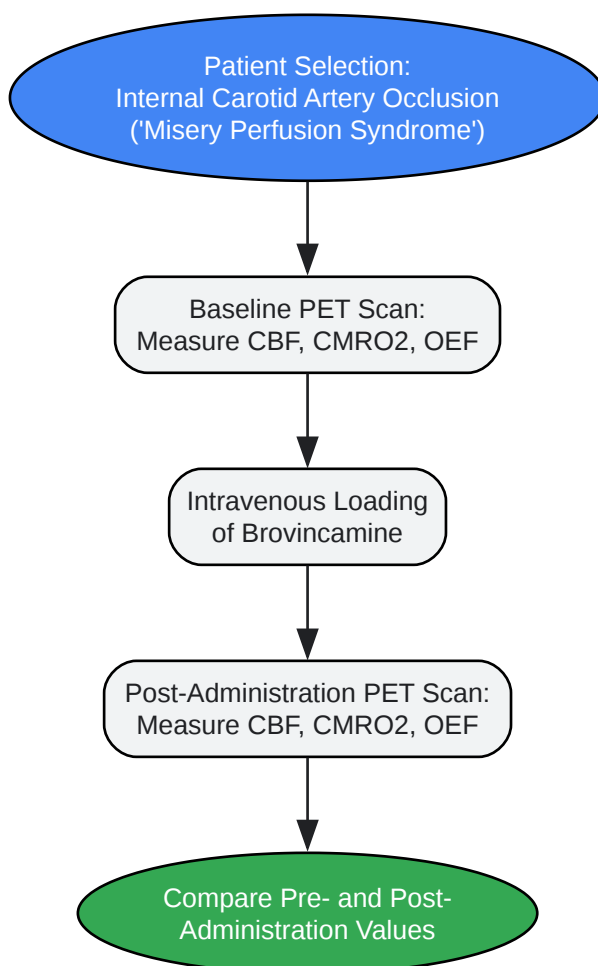 Patient Selection:
Internal Carotid Artery Occlusion
('Misery Perfusion Syndrome')
Baseline PET Scan:
Measure CBF, CMRO2, OEF
Intravenous Loading
of Brovincamine
Post-Administration PET Scan:
Measure CBF, CMRO2, OEF
Compare Pre- and Post-
Administration Values